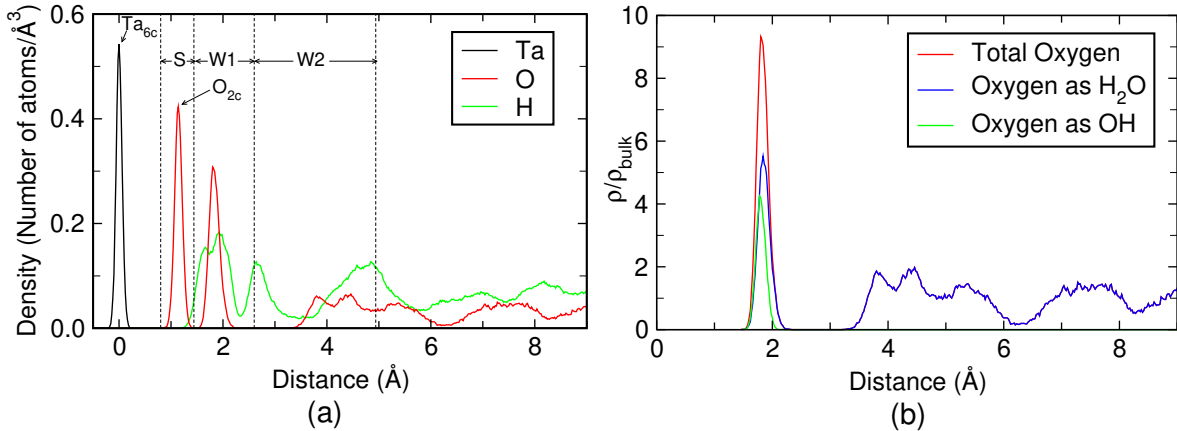 0.6
0.4
0.2
0.0
Density (Number of atoms/Å³)
Ta₆c
S
W1
W2
O₂c
Ta
O
H
0 2 4 6 8
Distance (Å)
(a)
10
8
6
4
2
0
ρ/ρbulk
Total Oxygen
Oxygen as H₂O
Oxygen as OH
0 2 4 6 8
Distance (Å)
(b)